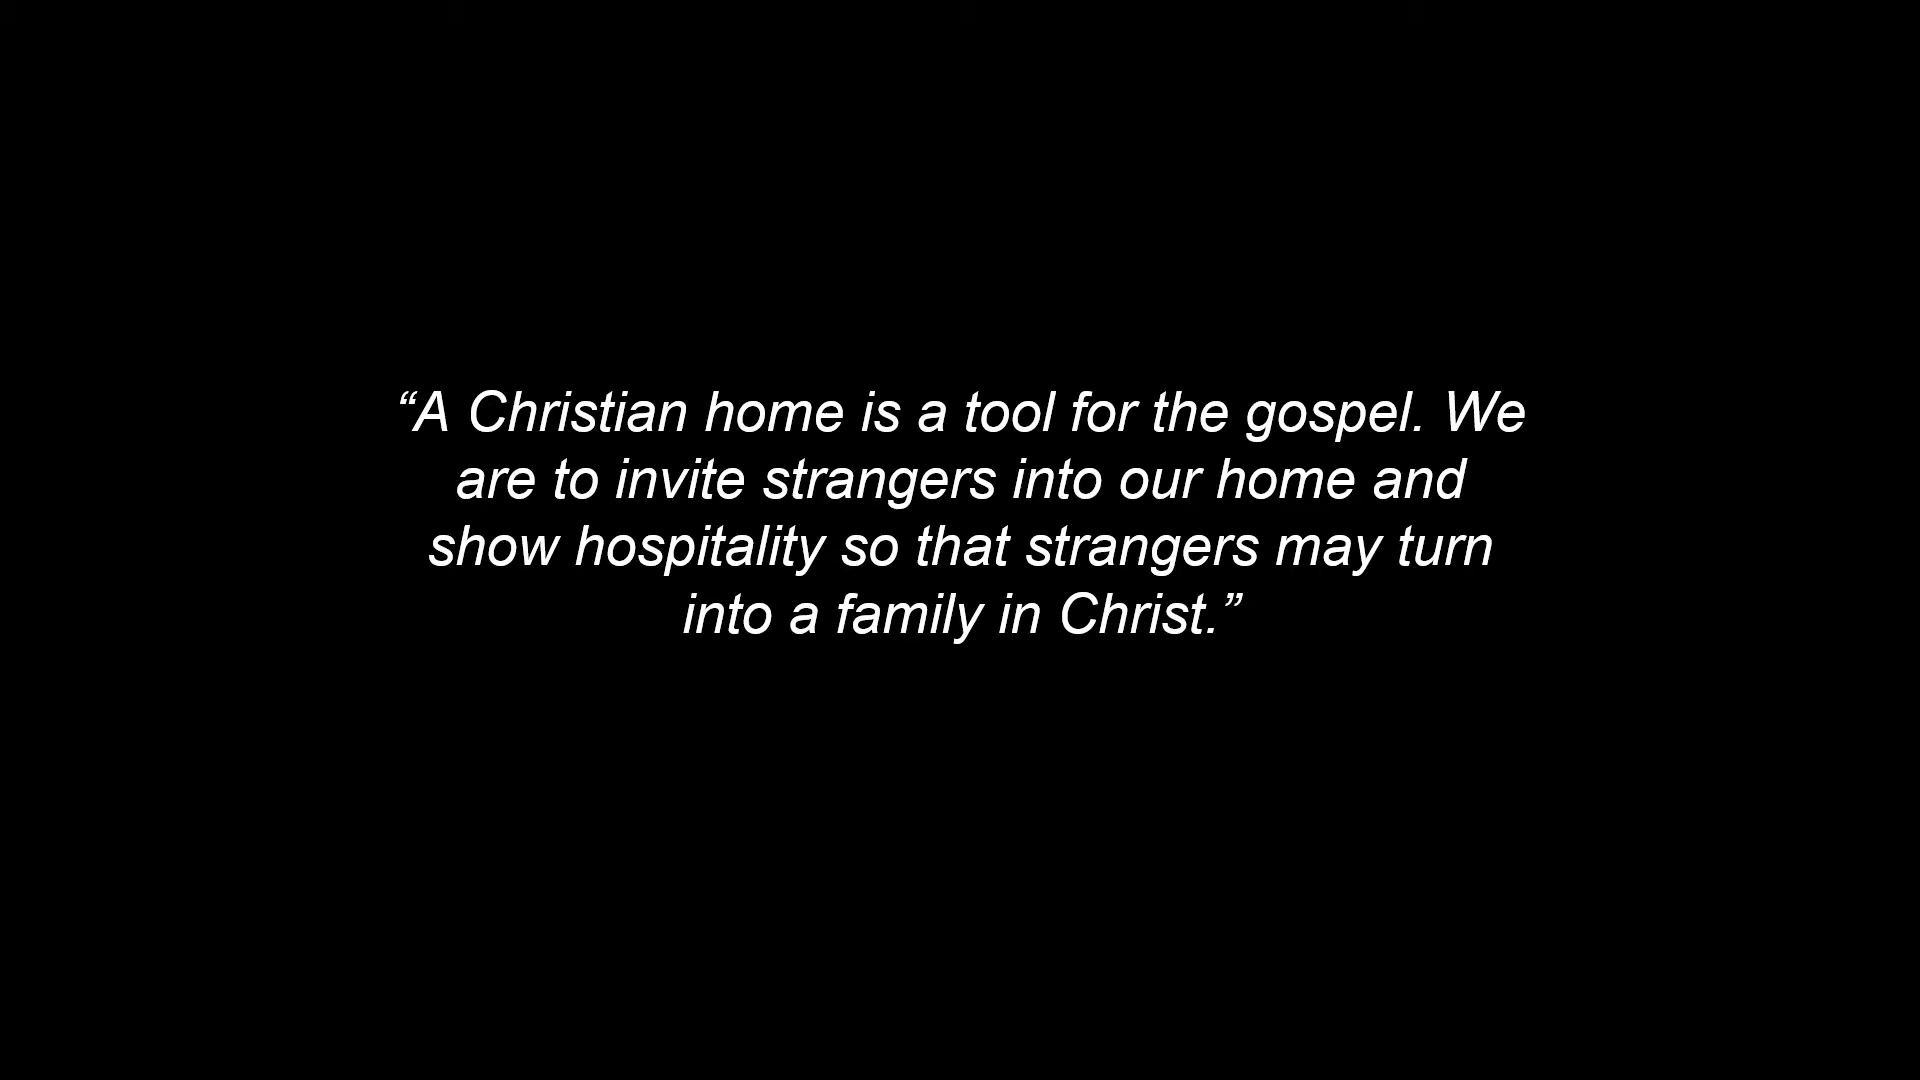 “A Christian home is a tool for the gospel. We
are to invite strangers into our home and
show hospitality so that strangers may turn
into a family in Christ.”